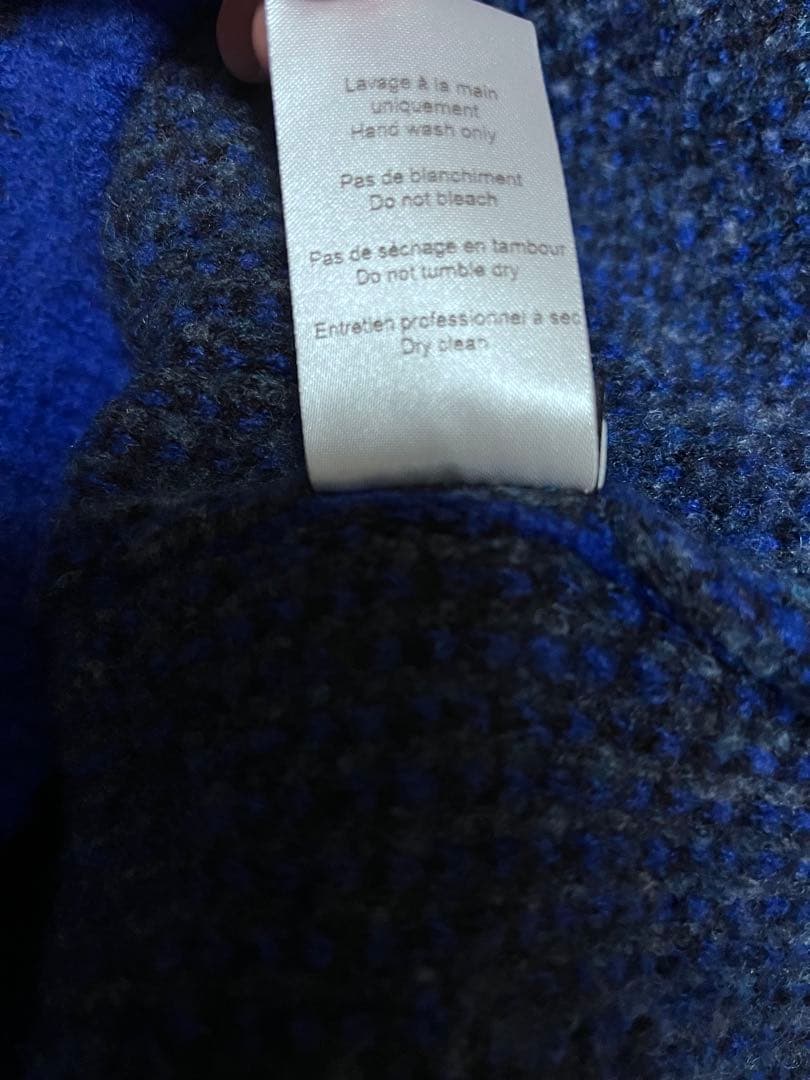 Lavage à la main
uniquement
Hand wash only
Pas de blanchiment
Do not bleach
Pas de séchage en tambour
Do not tumble dry
Entretien professionnel à sec
Dry clean